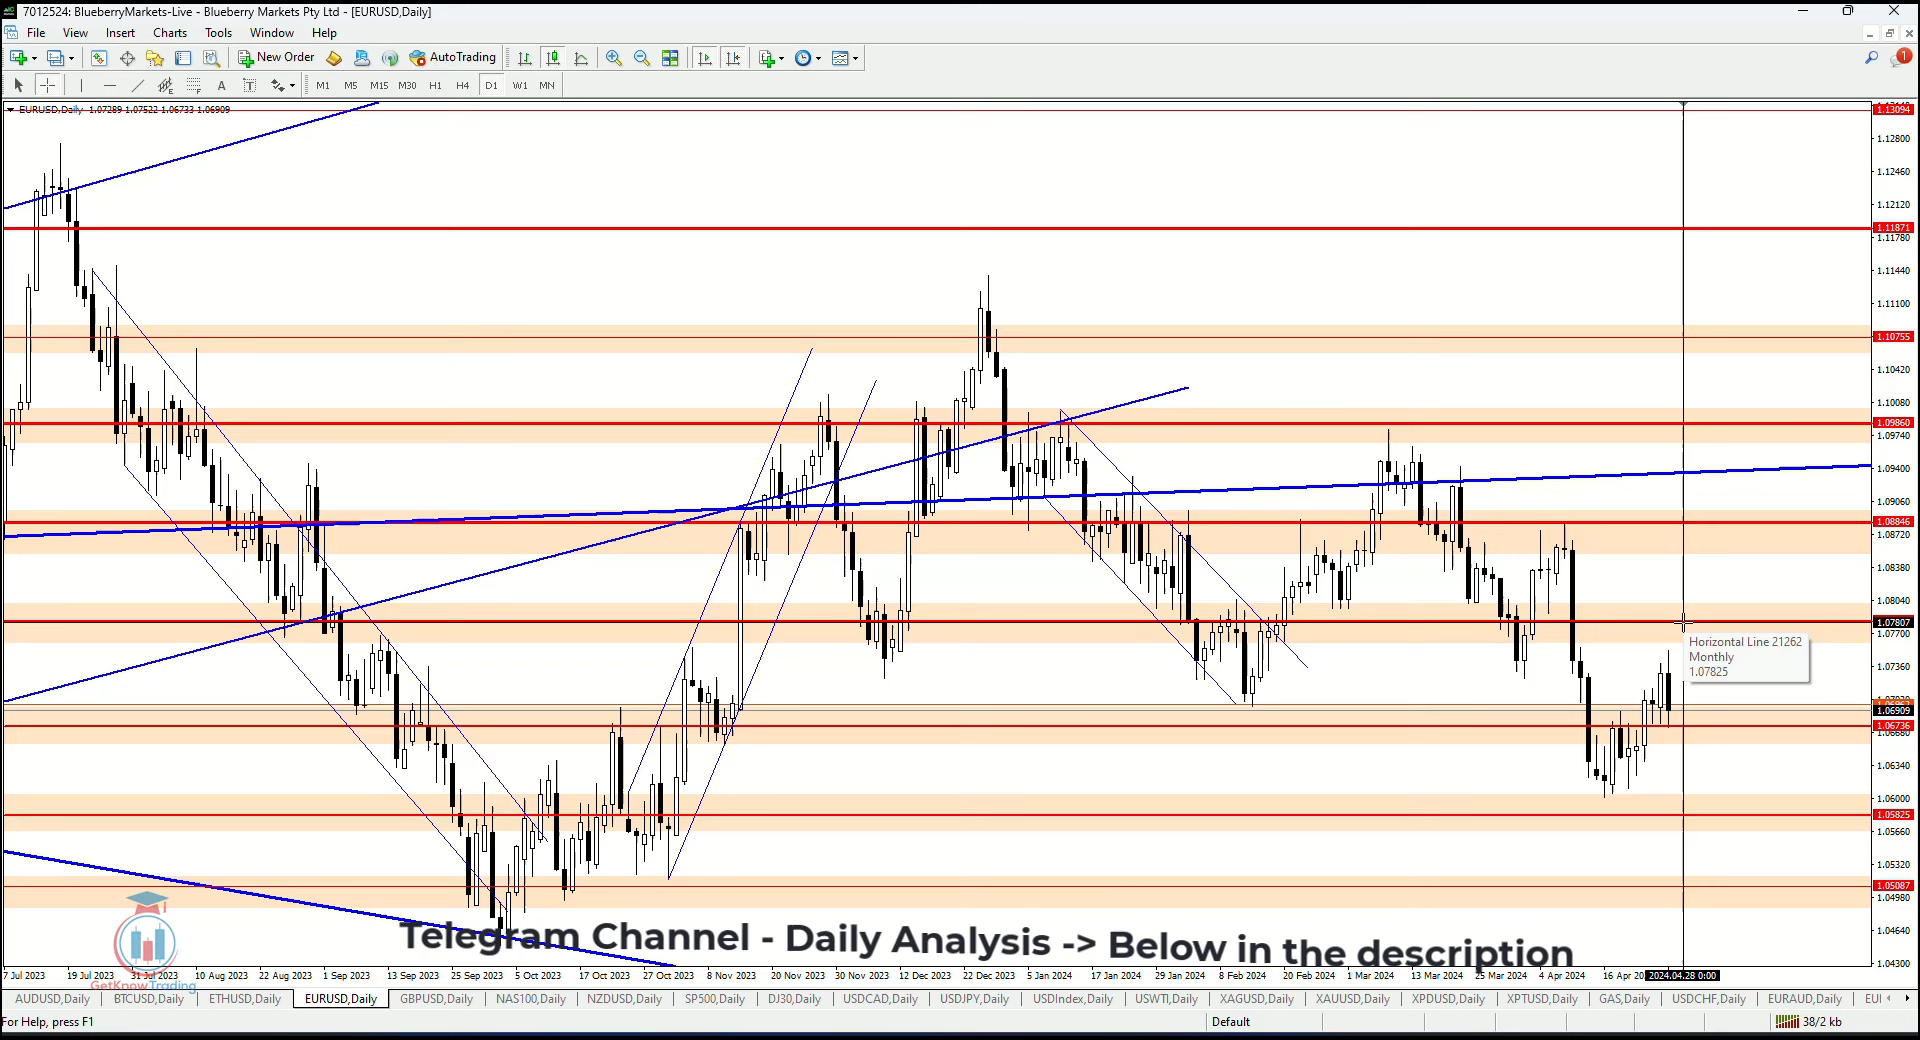 7012524: BlueberryMarkets-Live - Blueberry Markets Pty Ltd - [EURUSD,Daily]
File View Insert Charts Tools Window Help
New Order AutoTrading 1
A T M1 M5 M15 M30 H1 H4 D1 W1 MN
EURUSD,Daily 1.07289 1.07522 1.06733 1.06909
1.13094
1.12800
1.12460
1.12120
1.11871
1.11780
1.11440
1.11100
1.10755
1.10420
1.10080
1.09860
1.09740
1.09400
1.09060
1.08846
1.08720
1.08380
1.08040
1.07807
1.07700
Horizontal Line 21262
Monthly
1.07825
1.07360
1.06909
1.06736
1.06680
1.06340
1.06000
1.05825
1.05660
1.05320
1.05087
1.04980
1.04640
1.04300
Telegram Channel - Daily Analysis -> Below in the description
7 Jul 2023 19 Jul 2023 31 Jul 2023 10 Aug 2023 22 Aug 2023 1 Sep 2023 13 Sep 2023 25 Sep 2023 5 Oct 2023 17 Oct 2023 27 Oct 2023 8 Nov 2023 20 Nov 2023 30 Nov 2023 12 Dec 2023 22 Dec 2023 5 Jan 2024 17 Jan 2024 29 Jan 2024 8 Feb 2024 20 Feb 2024 1 Mar 2024 13 Mar 2024 25 Mar 2024 4 Apr 2024 16 Apr 20 2024.04.28 0:00
GetKnowTrading
AUDUSD,Daily BTCUSD,Daily ETHUSD,Daily EURUSD,Daily GBPUSD,Daily NAS100,Daily NZDUSD,Daily SP500,Daily DJ30,Daily USDCAD,Daily USDJPY,Daily USDIndex,Daily USWTI,Daily XAGUSD,Daily XAUUSD,Daily XPDUSD,Daily XPTUSD,Daily GAS,Daily USDCHF,Daily EURAUD,Daily EUI
For Help, press F1 Default 38/2 kb